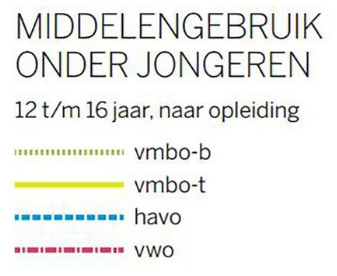 MIDDELENGEBRUIK
ONDER JONGEREN
12 t/m 16 jaar, naar opleiding
vmbo-b
vmbo-t
havo
vwo